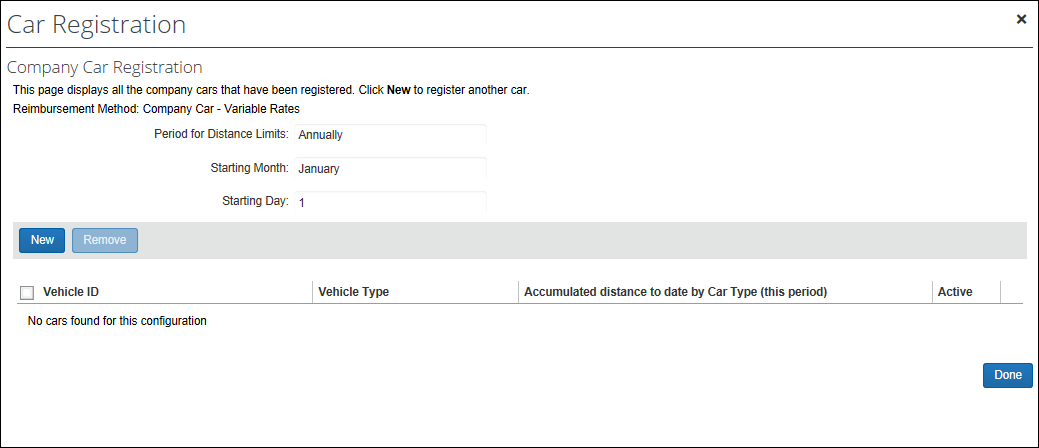 Car Registration
×
Company Car Registration
This page displays all the company cars that have been registered. Click New to register another car.
Reimbursement Method: Company Car - Variable Rates
Period for Distance Limits: Annually
Starting Month: January
Starting Day: 1
New Remove
Vehicle ID Vehicle Type Accumulated distance to date by Car Type (this period) Active
No cars found for this configuration
Done